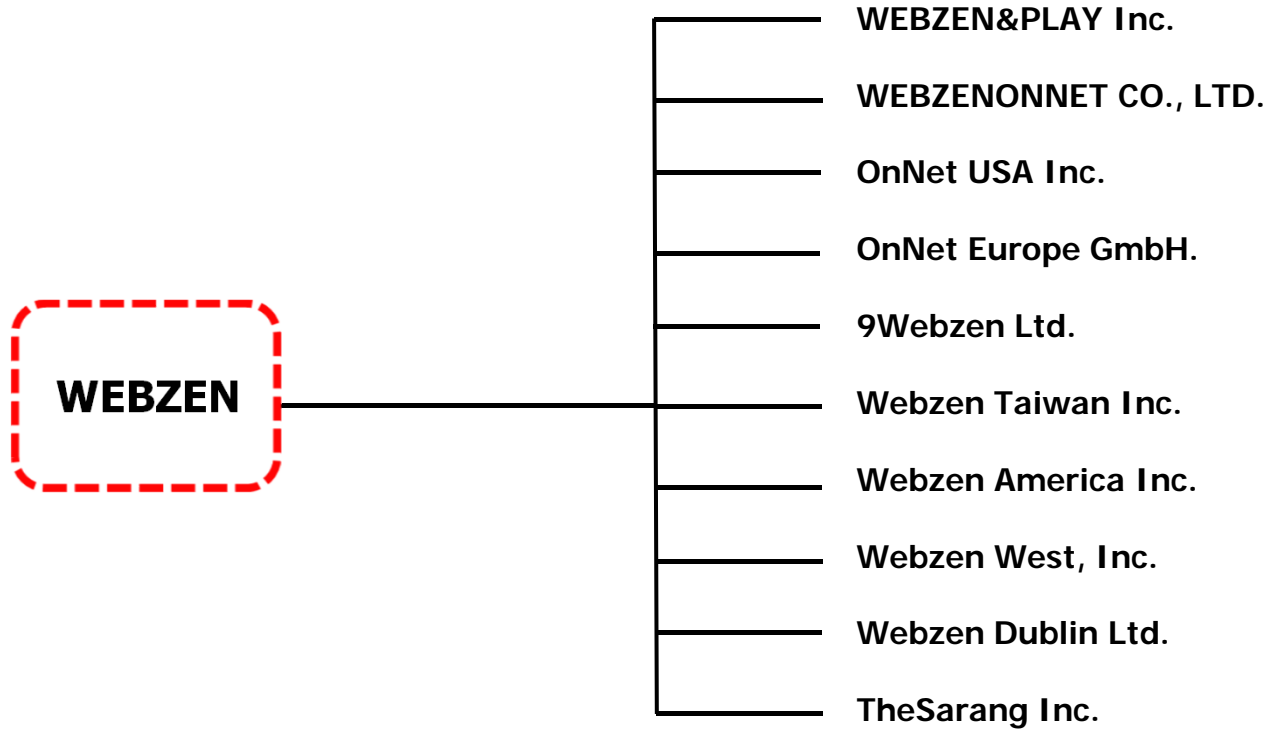 WEBZEN&PLAY Inc.
WEBZENONNET CO., LTD.
OnNet USA Inc.
OnNet Europe GmbH.
9Webzen Ltd.
WEBZEN
Webzen Taiwan Inc.
Webzen America Inc.
Webzen West, Inc.
Webzen Dublin Ltd.
TheSarang Inc.